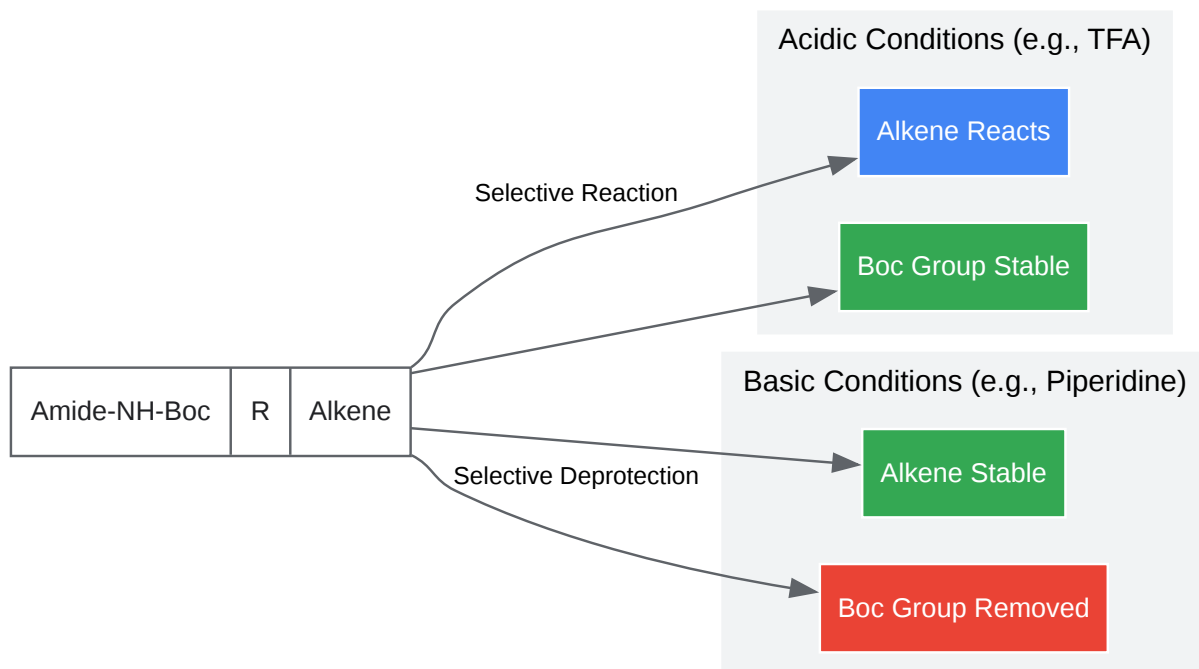 Acidic Conditions (e.g., TFA)
Alkene Reacts
Selective Reaction
Boc Group Stable
Amide-NH-Boc
R
Alkene
Basic Conditions (e.g., Piperidine)
Alkene Stable
Selective Deprotection
Boc Group Removed